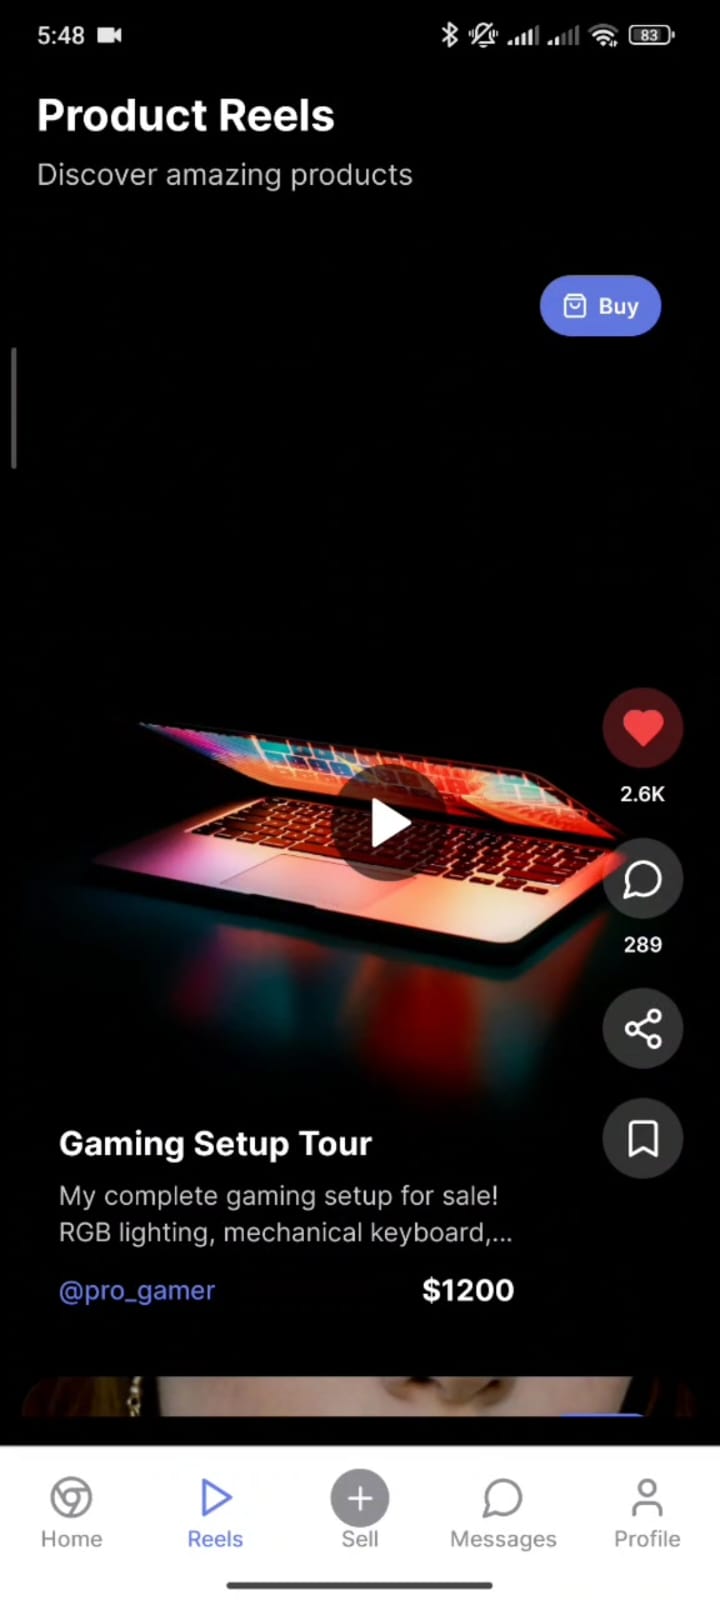 5:48
83
Product Reels
Discover amazing products
Buy
2.6K
289
Gaming Setup Tour
My complete gaming setup for sale!
RGB lighting, mechanical keyboard,...
@pro_gamer
$1200
Home
Reels
Sell
Messages
Profile